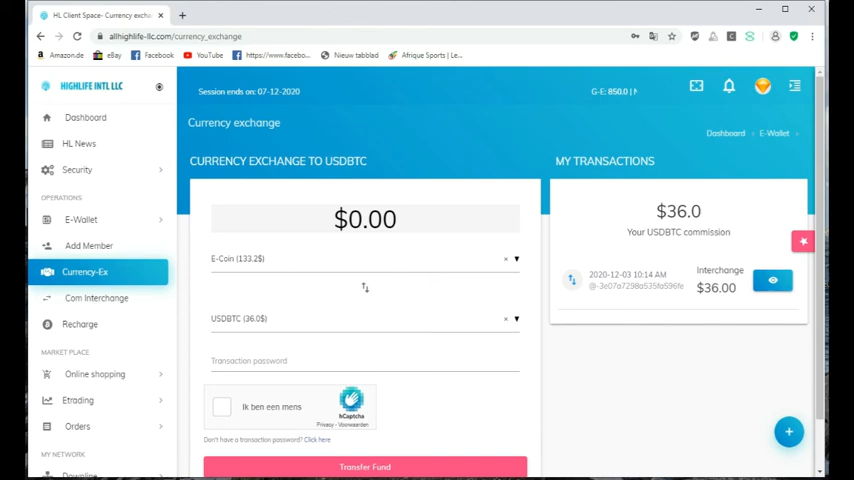 HL Client Space- Currency excha
allhighlife-llc.com/currency_exchange
Amazon.de
eBay
Facebook
YouTube
https://www.facebo...
Nieuw tabblad
Afrique Sports | Le...
HIGHLIFE INTL LLC
Session ends on: 07-12-2020
G-E: 850.0 |
Currency exchange
Dashboard
E-Wallet
Dashboard
HL News
Security
OPERATIONS
E-Wallet
Add Member
Currency-Ex
Com Interchange
Recharge
MARKET PLACE
Online shopping
Etrading
Orders
MY NETWORK
Downline
CURRENCY EXCHANGE TO USDBTC
$0.00
E-Coin (133.2$)
USDBTC (36.0$)
Transaction password
Ik ben een mens
hCaptcha
Privacy - Voorwaarden
Don't have a transaction password? Click here
Transfer Fund
MY TRANSACTIONS
$36.0
Your USDBTC commission
2020-12-03 10:14 AM
@-3e07a7298a535fa596fe
Interchange
$36.00